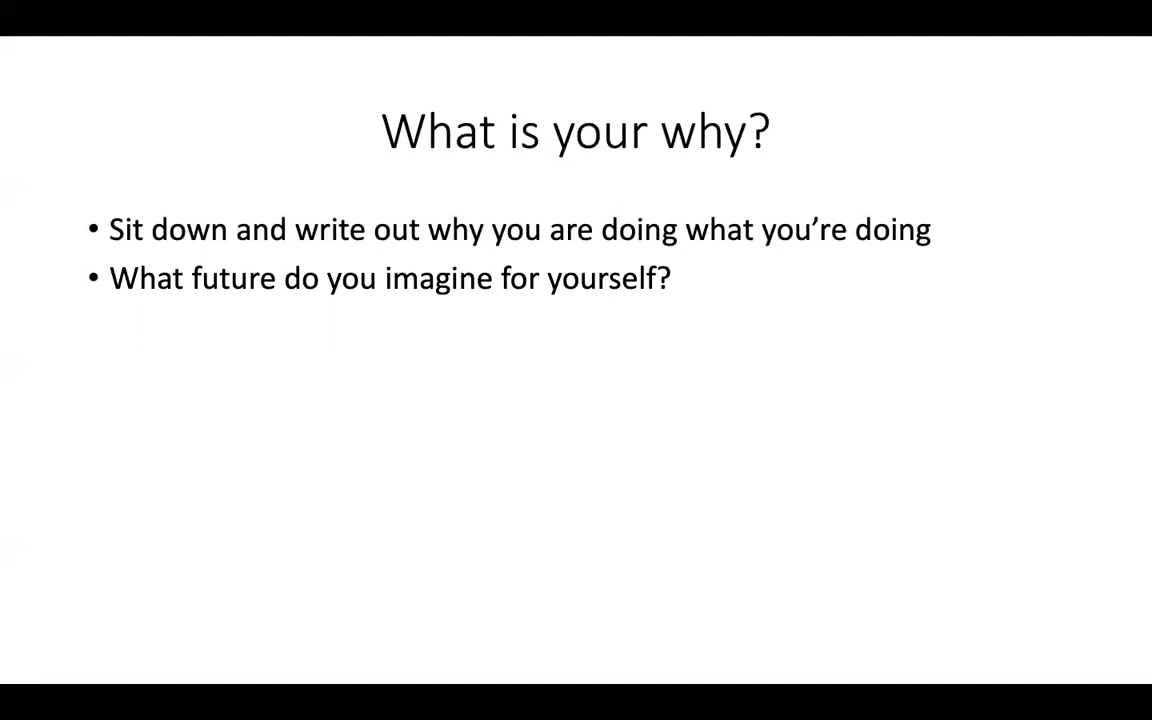 What is your why?
• Sit down and write out why you are doing what you’re doing
• What future do you imagine for yourself?